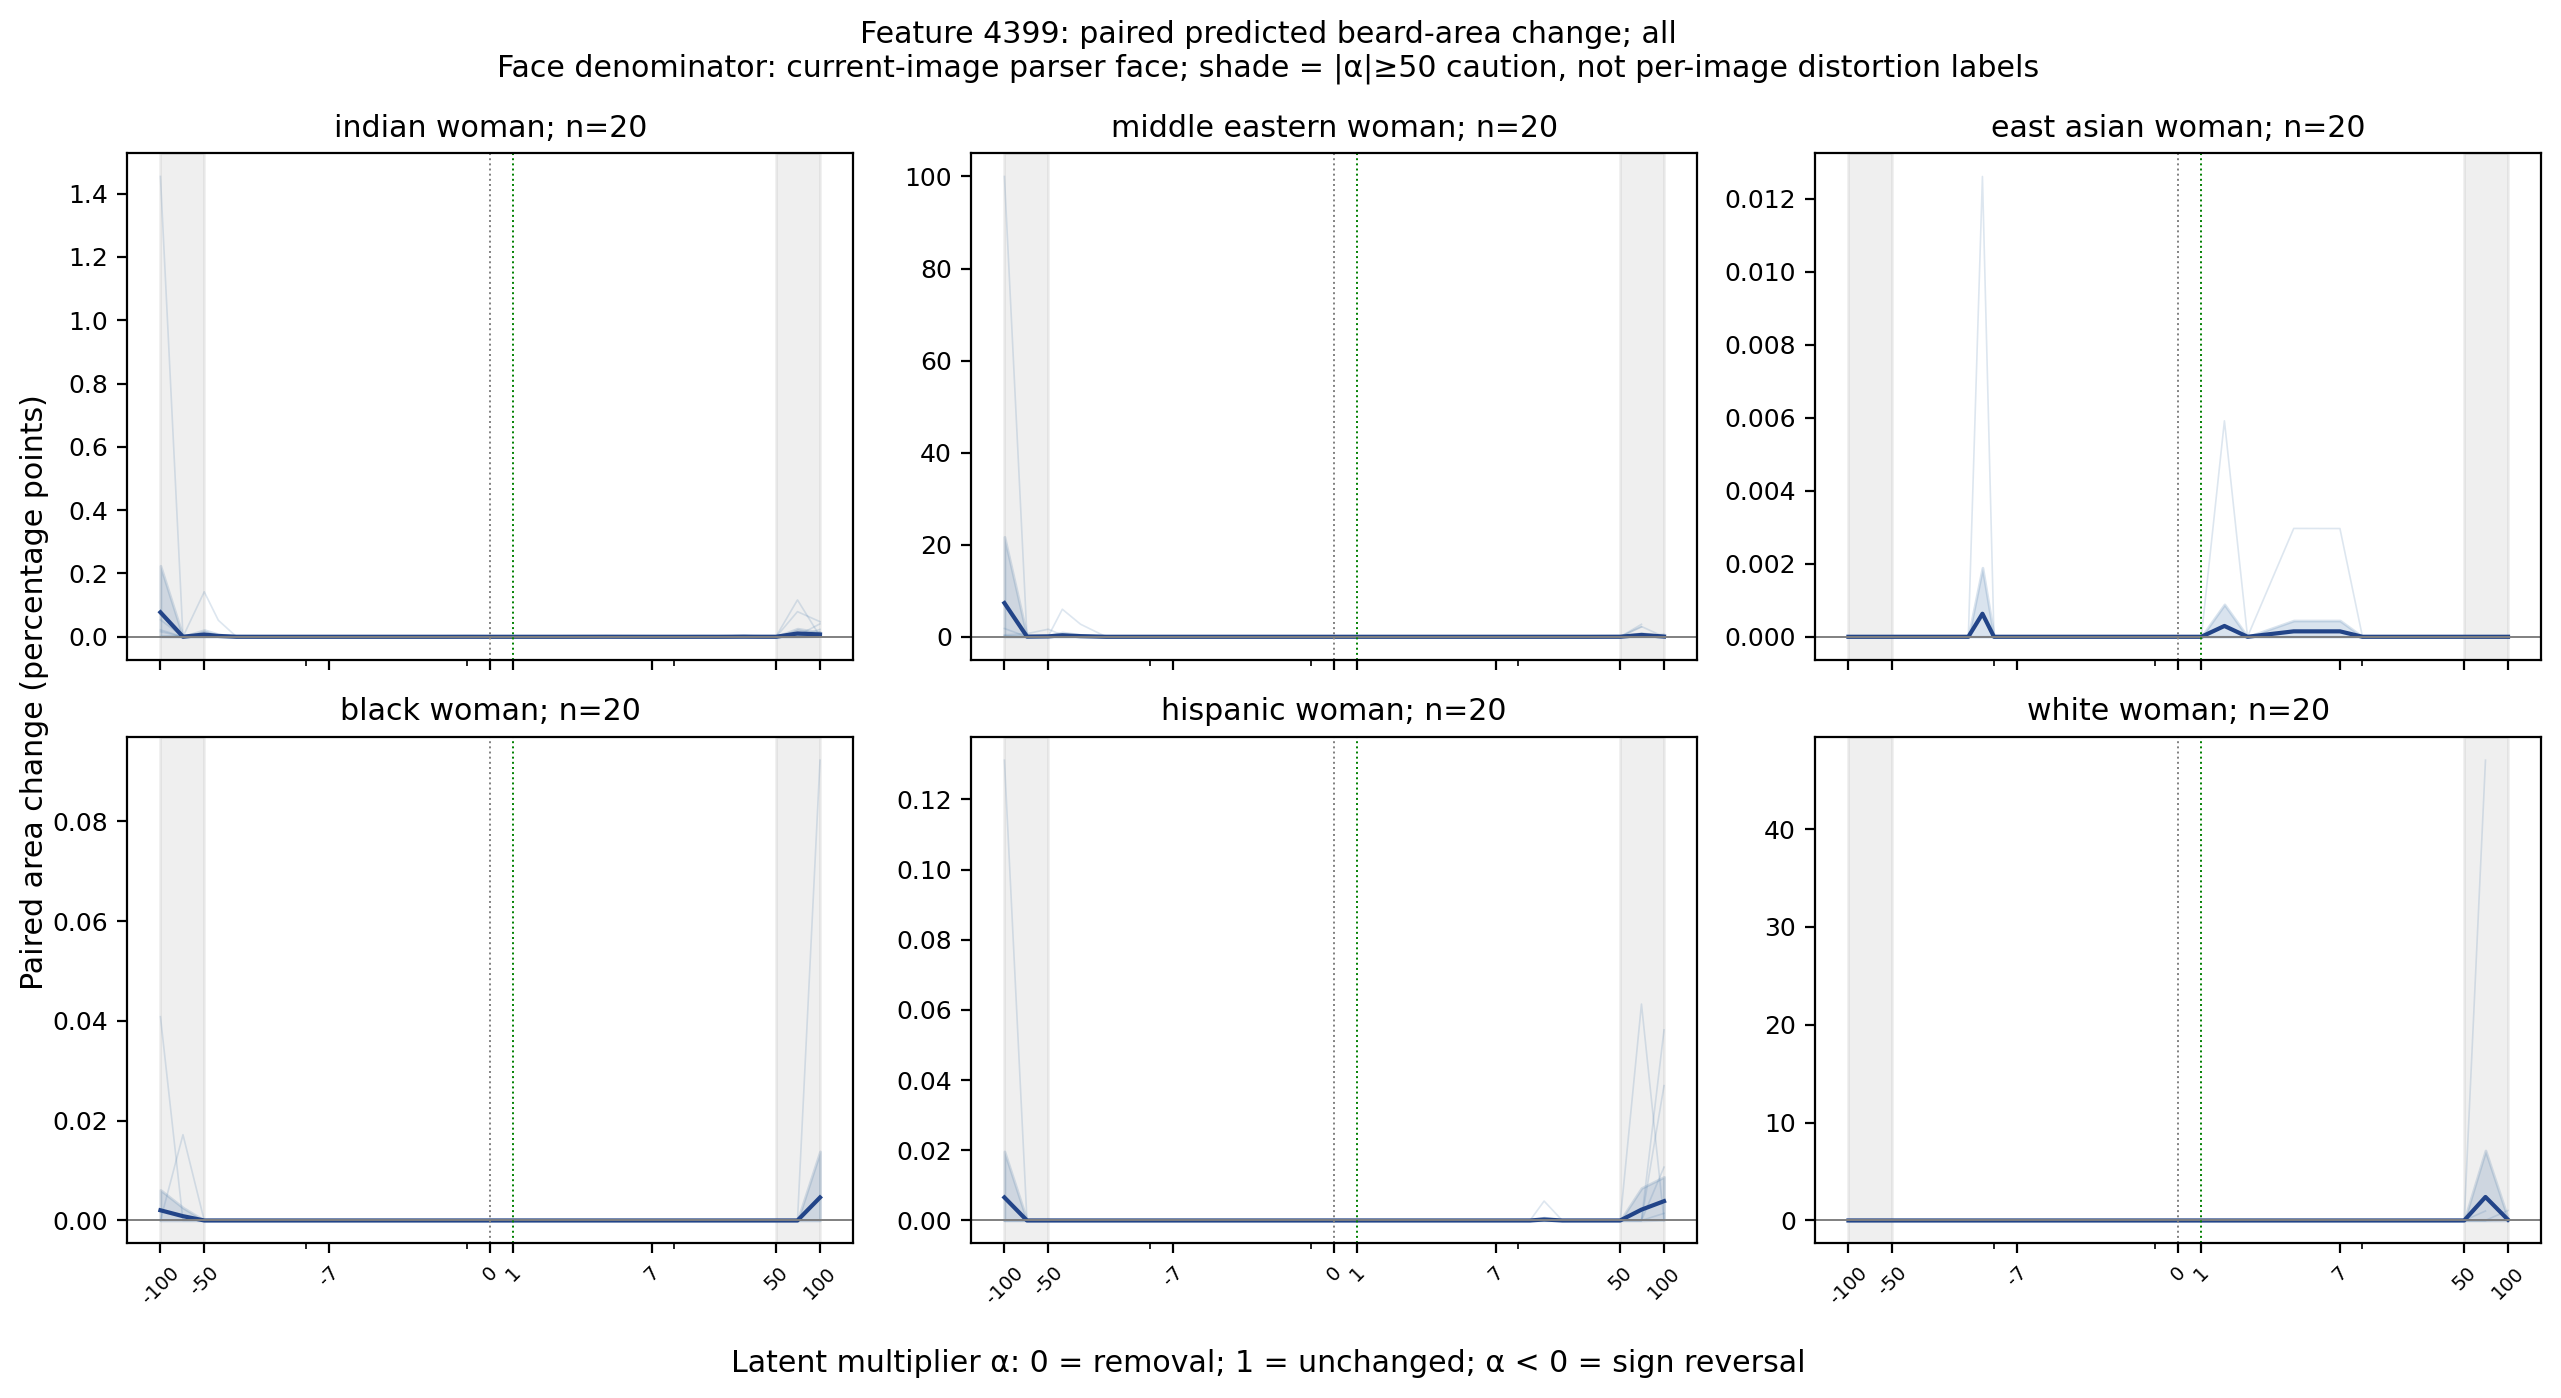 Feature 4399: paired predicted beard-area change; all
Face denominator: current-image parser face; shade = |α|≥50 caution, not per-image distortion labels
Paired area change (percentage points)
indian woman; n=20
1.4
1.2
1.0
0.8
0.6
0.4
0.2
0.0
middle eastern woman; n=20
100
80
60
40
20
0
east asian woman; n=20
0.012
0.010
0.008
0.006
0.004
0.002
0.000
black woman; n=20
0.08
0.06
0.04
0.02
0.00
-100 -50 -7 0 1 7 50 100
hispanic woman; n=20
0.12
0.10
0.08
0.06
0.04
0.02
0.00
-100 -50 -7 0 1 7 50 100
white woman; n=20
40
30
20
10
0
-100 -50 -7 0 1 7 50 100
Latent multiplier α: 0 = removal; 1 = unchanged; α < 0 = sign reversal